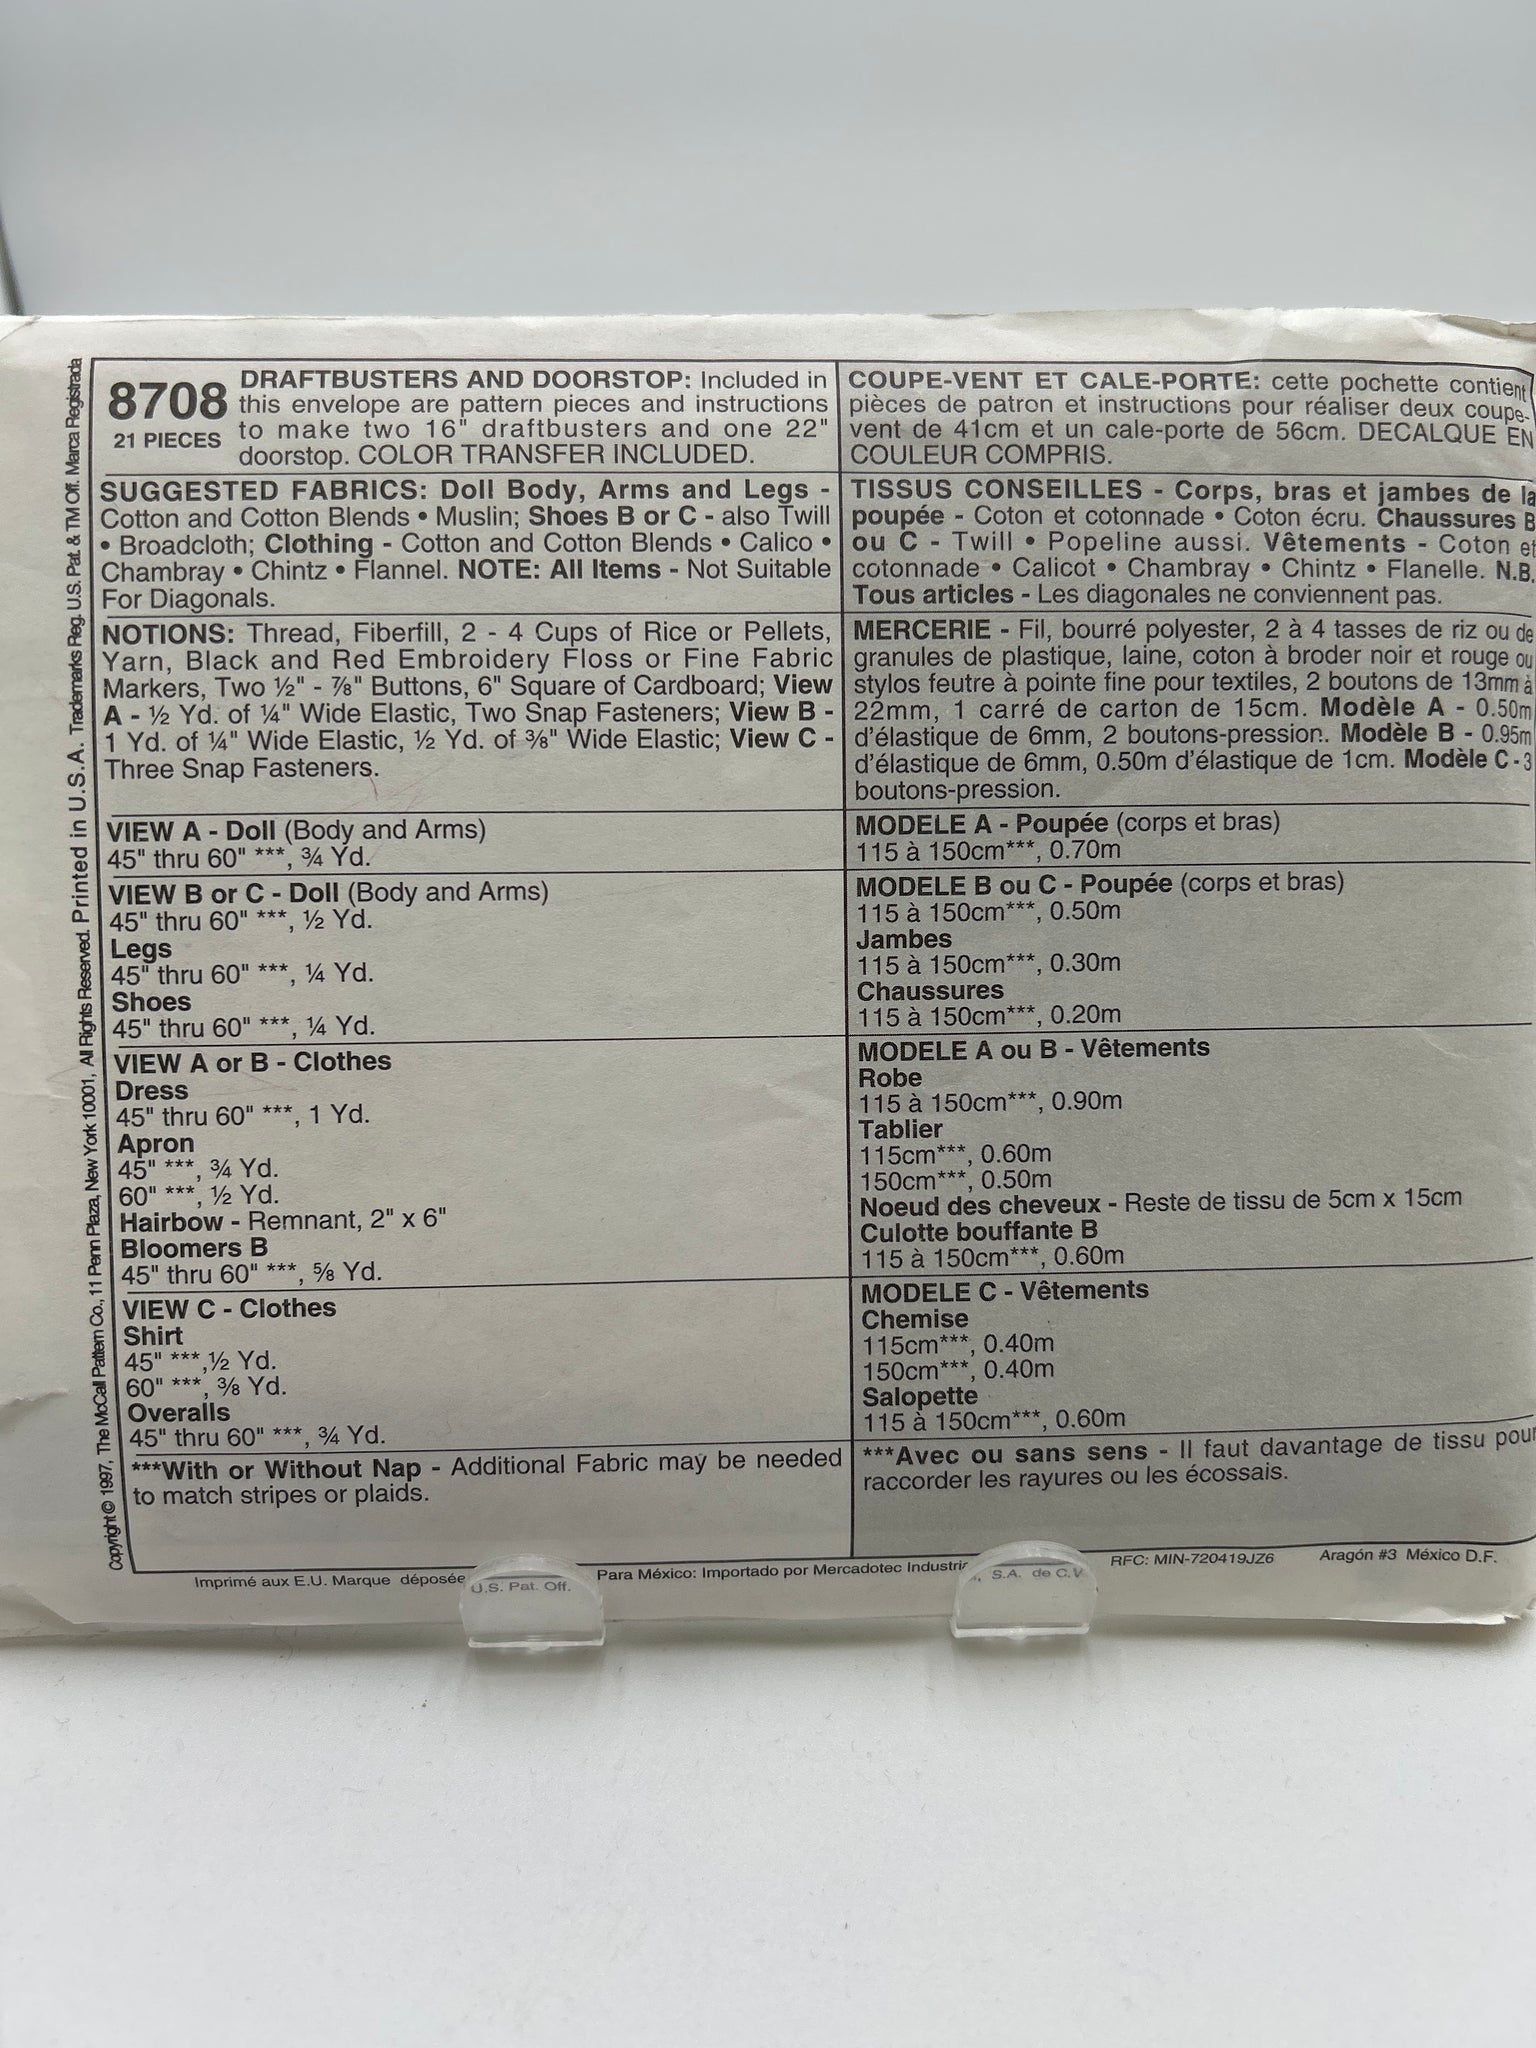 8708
21 PIECES
DRAFTBUSTERS AND DOORSTOP: Included in
this envelope are pattern pieces and instructions
to make two 16" draftbusters and one 22"
doorstop. COLOR TRANSFER INCLUDED.
SUGGESTED FABRICS: Doll Body, Arms and Legs -
Cotton and Cotton Blends • Muslin; Shoes B or C - also Twill
• Broadcloth; Clothing - Cotton and Cotton Blends • Calico •
Chambray • Chintz • Flannel. NOTE: All Items - Not Suitable
For Diagonals.
NOTIONS: Thread, Fiberfill, 2 - 4 Cups of Rice or Pellets,
Yarn, Black and Red Embroidery Floss or Fine Fabric
Markers, Two ½" - ⅞" Buttons, 6" Square of Cardboard; View
A - ½ Yd. of ¼" Wide Elastic, Two Snap Fasteners; View B -
1 Yd. of ¼" Wide Elastic, ½ Yd. of ⅜" Wide Elastic; View C -
Three Snap Fasteners.
VIEW A - Doll (Body and Arms)
45" thru 60" ***, ¾ Yd.
VIEW B or C - Doll (Body and Arms)
45" thru 60" ***, ½ Yd.
Legs
45" thru 60" ***, ¼ Yd.
Shoes
45" thru 60" ***, ¼ Yd.
VIEW A or B - Clothes
Dress
45" thru 60" ***, 1 Yd.
Apron
45" ***, ¾ Yd.
60" ***, ½ Yd.
Hairbow - Remnant, 2" x 6"
Bloomers B
45" thru 60" ***, ⅝ Yd.
VIEW C - Clothes
Shirt
45" ***,½ Yd.
60" ***, ⅜ Yd.
Overalls
45" thru 60" ***, ¾ Yd.
***With or Without Nap - Additional Fabric may be needed
to match stripes or plaids.
COUPE-VENT ET CALE-PORTE: cette pochette contient
pièces de patron et instructions pour réaliser deux coupe-
vent de 41cm et un cale-porte de 56cm. DECALQUE EN
COULEUR COMPRIS.
TISSUS CONSEILLES - Corps, bras et jambes de la
poupée - Coton et cotonnade • Coton écru. Chaussures B
ou C - Twill • Popeline aussi. Vêtements - Coton et
cotonnade • Calicot • Chambray • Chintz • Flanelle. N.B.
Tous articles - Les diagonales ne conviennent pas.
MERCERIE - Fil, bourré polyester, 2 à 4 tasses de riz ou de
granules de plastique, laine, coton à broder noir et rouge ou
stylos feutre à pointe fine pour textiles, 2 boutons de 13mm à
22mm, 1 carré de carton de 15cm. Modèle A - 0.50m
d'élastique de 6mm, 2 boutons-pression. Modèle B - 0.95m
d'élastique de 6mm, 0.50m d'élastique de 1cm. Modèle C - 3
boutons-pression.
MODELE A - Poupée (corps et bras)
115 à 150cm***, 0.70m
MODELE B ou C - Poupée (corps et bras)
115 à 150cm***, 0.50m
Jambes
115 à 150cm***, 0.30m
Chaussures
115 à 150cm***, 0.20m
MODELE A ou B - Vêtements
Robe
115 à 150cm***, 0.90m
Tablier
115cm***, 0.60m
150cm***, 0.50m
Noeud des cheveux - Reste de tissu de 5cm x 15cm
Culotte bouffante B
115 à 150cm***, 0.60m
MODELE C - Vêtements
Chemise
115cm***, 0.40m
150cm***, 0.40m
Salopette
115 à 150cm***, 0.60m
***Avec ou sans sens - Il faut davantage de tissu pour
raccorder les rayures ou les écossais.
Copyright © 1997, The McCall Pattern Co., 11 Penn Plaza, New York 10001, All Rights Reserved. Printed in U.S.A. Trademarks Reg. U.S. Pat. & TM Off. Marca Registrada
Imprimé aux E.U. Marque déposée U.S. Pat. Off. Para México: Importado por Mercadotec S.A. de C.V. RFC: MIN-720419JZ6 Aragón #3 México D.F.